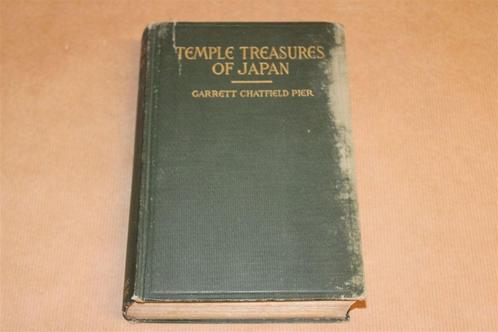 TEMPLE TREASURES
OF JAPAN
GARRETT CHATFIELD PIER